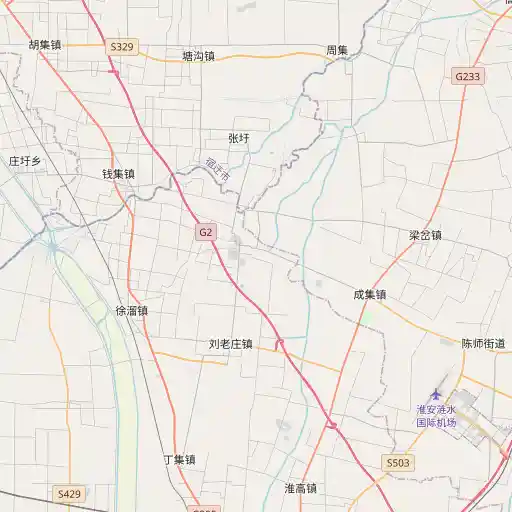 胡集镇
S329
塘沟镇
周集
G233
张圩
庄圩乡
钱集镇
宿迁市
G2
梁岔镇
成集镇
徐溜镇
刘老庄镇
陈师街道
淮安涟水
国际机场
丁集镇
S503
淮高镇
S429